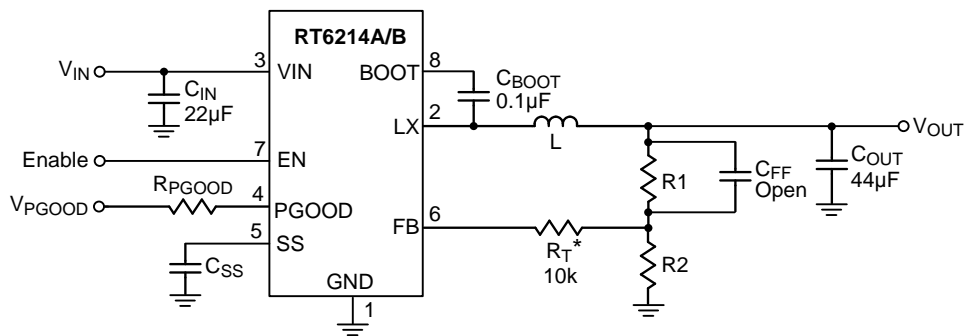 RT6214A/B
VIN
3
VIN
BOOT
8
CBOOT
0.1µF
CIN
22µF
LX
2
L
VOUT
Enable
7
EN
R1
CFF
Open
COUT
44µF
RPGOOD
VPGOOD
4
PGOOD
FB
6
RT*
10k
R2
5
SS
CSS
GND
1